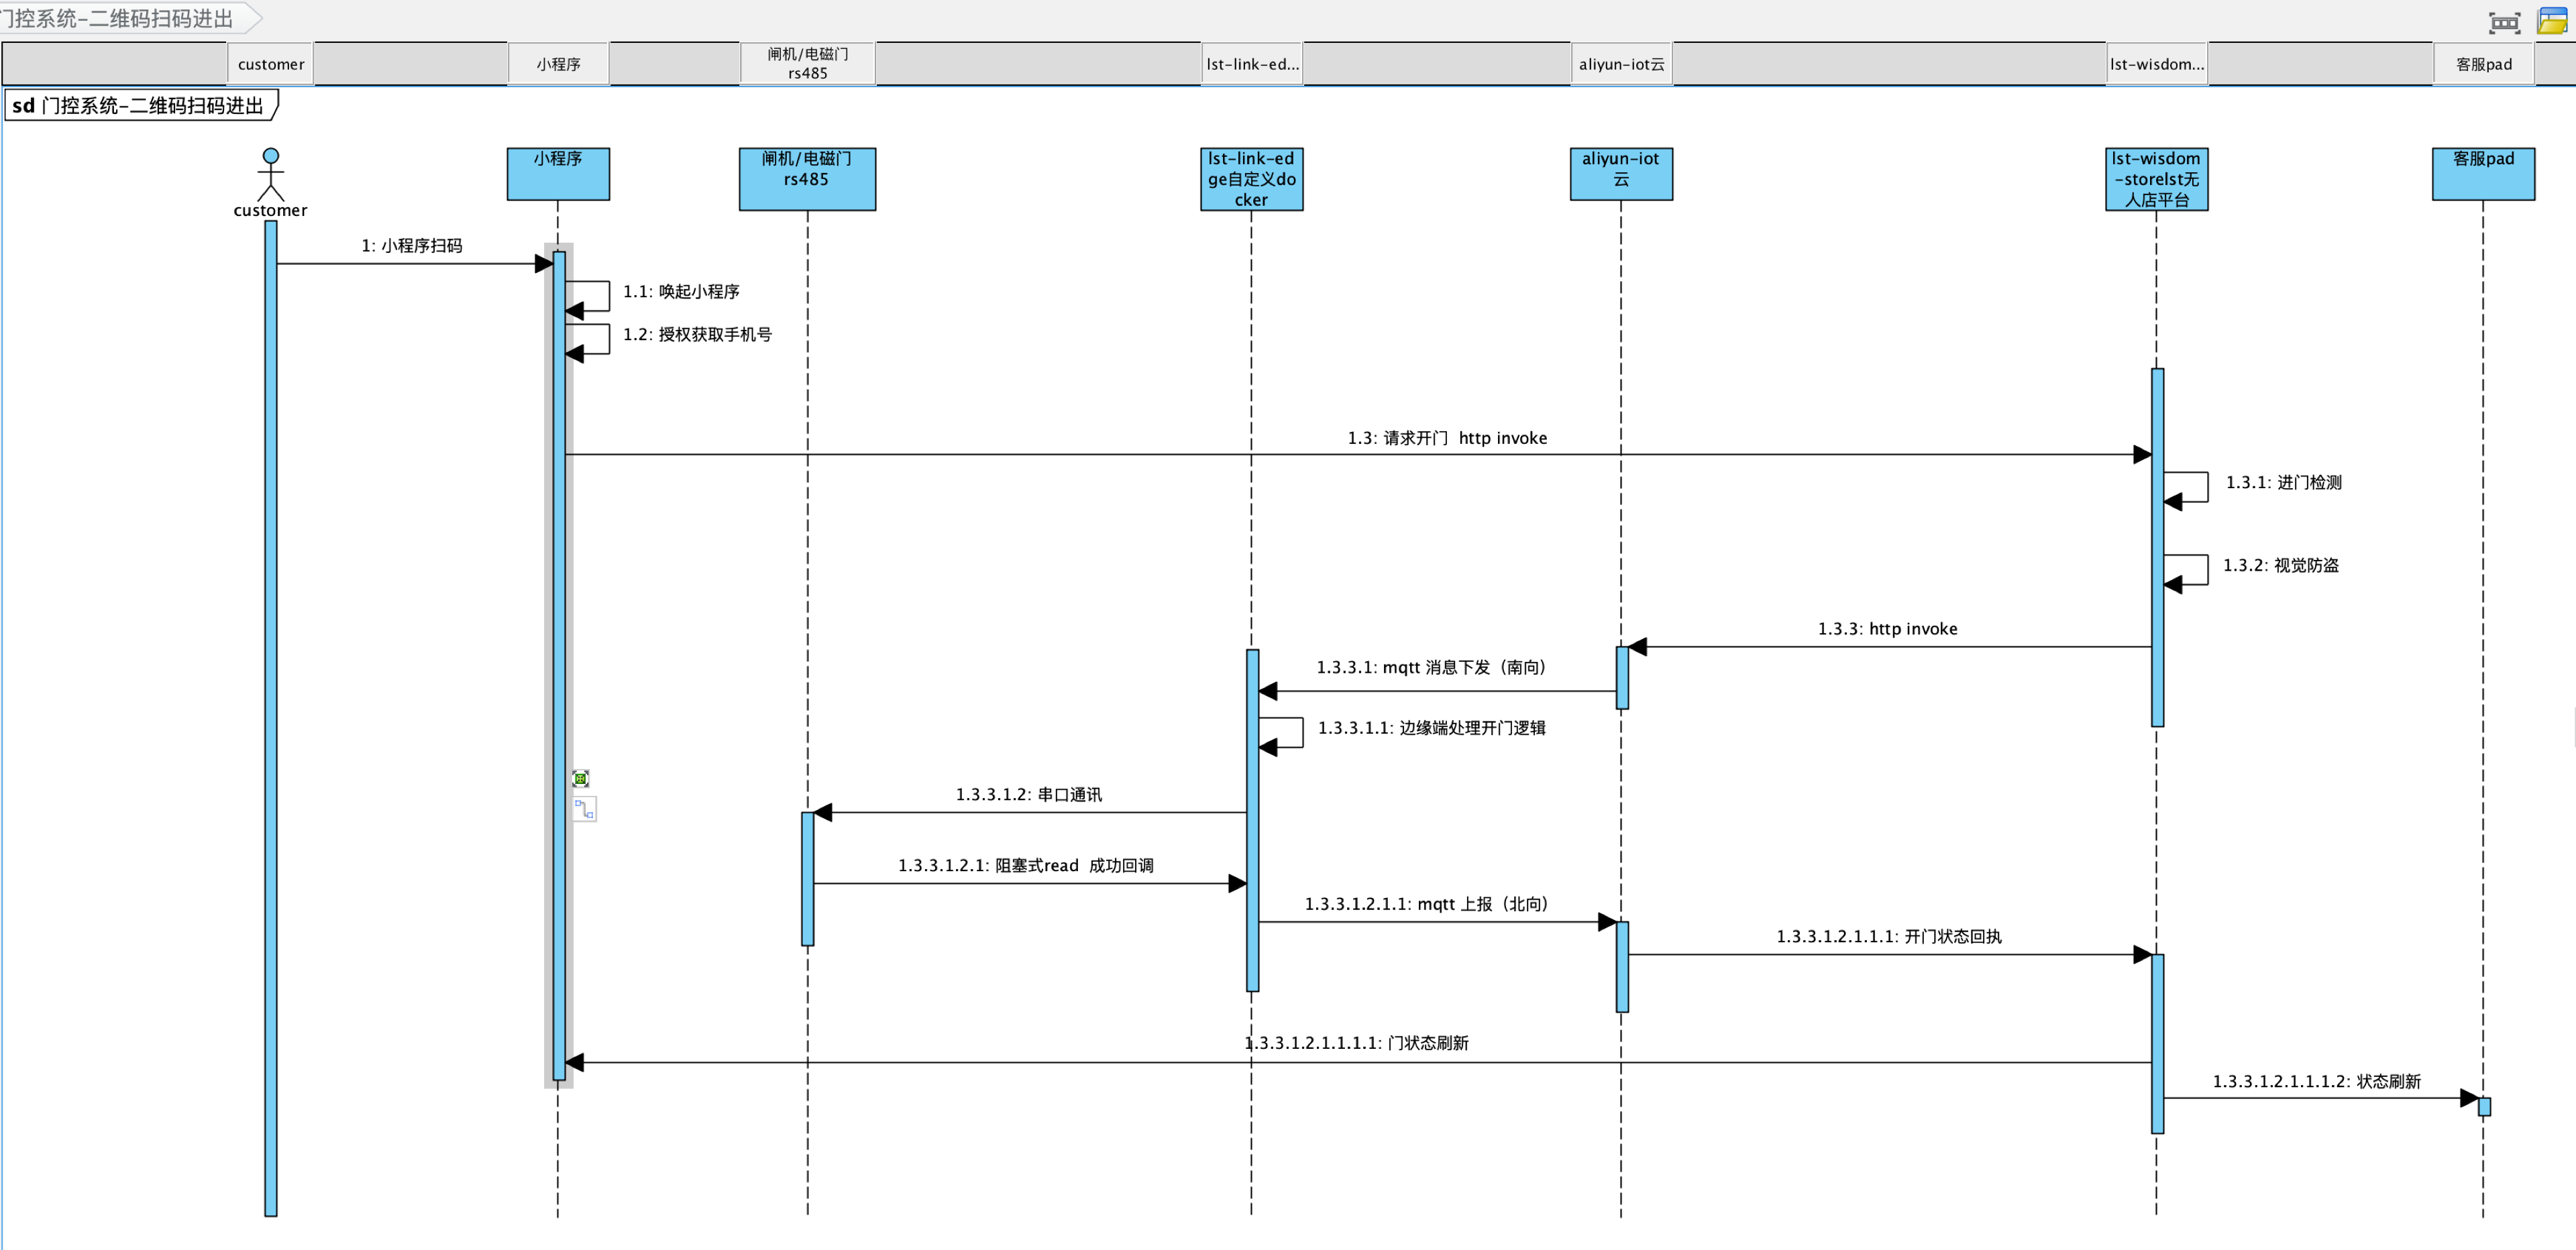 门控系统-二维码扫码进出
customer
小程序
闸机/电磁门
rs485
lst-link-ed...
aliyun-iot云
lst-wisdom...
客服pad
sd 门控系统-二维码扫码进出
customer
小程序
闸机/电磁门
rs485
lst-link-ed
ge自定义do
cker
aliyun-iot
云
lst-wisdom
-storelst无
人店平台
客服pad
1: 小程序扫码
1.1: 唤起小程序
1.2: 授权获取手机号
1.3: 请求开门 http invoke
1.3.1: 进门检测
1.3.2: 视觉防盗
1.3.3: http invoke
1.3.3.1: mqtt 消息下发（南向）
1.3.3.1.1: 边缘端处理开门逻辑
1.3.3.1.2: 串口通讯
1.3.3.1.2.1: 阻塞式read 成功回调
1.3.3.1.2.1.1: mqtt 上报（北向）
1.3.3.1.2.1.1.1: 开门状态回执
1.3.3.1.2.1.1.1.1: 门状态刷新
1.3.3.1.2.1.1.1.2: 状态刷新